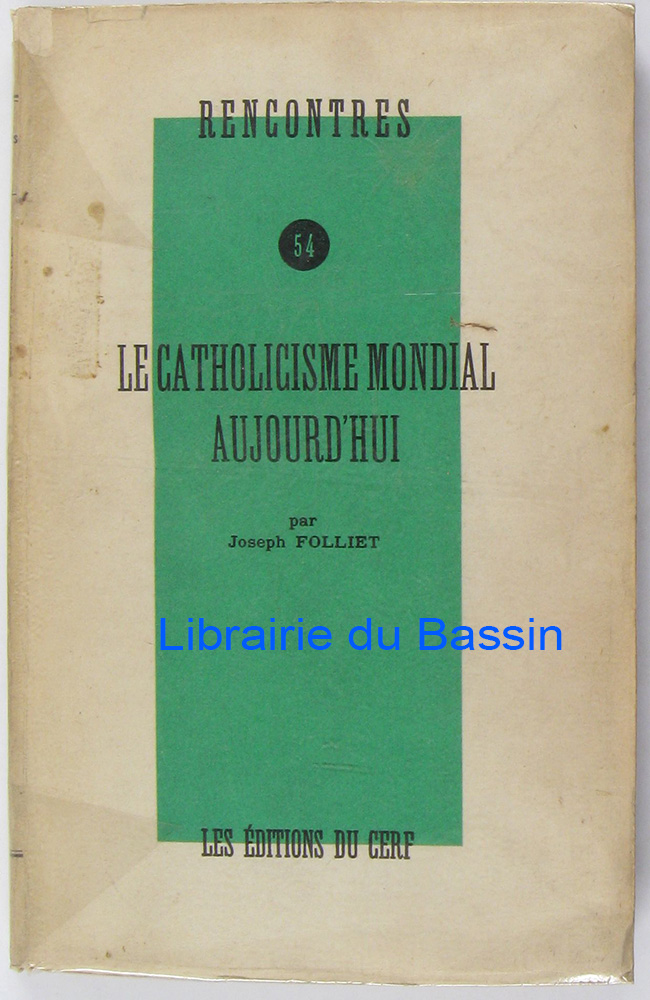 RENCONTRES
54
LE CATHOLICISME MONDIAL
AUJOURD'HUI
par
Joseph FOLLIET
Librairie du Bassin
LES ÉDITIONS DU CERF